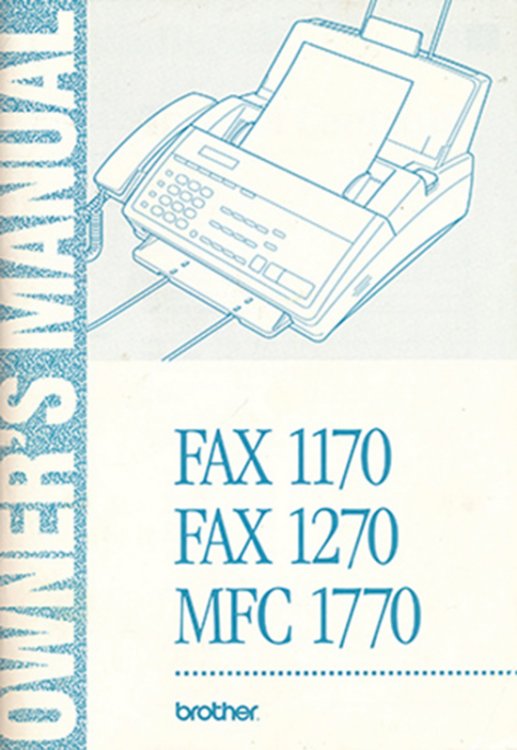 OWNER'S MANUAL
FAX 1170
FAX 1270
MFC 1770
brother.